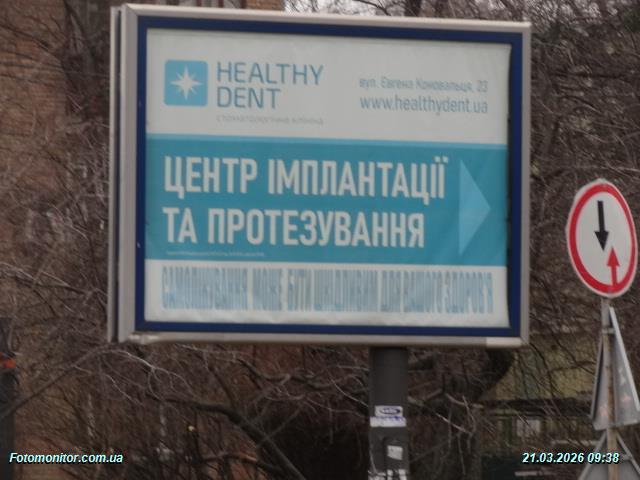 HEALTHY
DENT
стоматологічна клініка
вул. Євгена Коновальця, 23
www.healthydent.ua
ЦЕНТР ІМПЛАНТАЦІЇ
ТА ПРОТЕЗУВАННЯ
САМОЛІКУВАННЯ МОЖЕ БУТИ ШКІДЛИВИМ ДЛЯ ВАШОГО ЗДОРОВ'Я
Fotomonitor.com.ua
21.03.2026 09:38